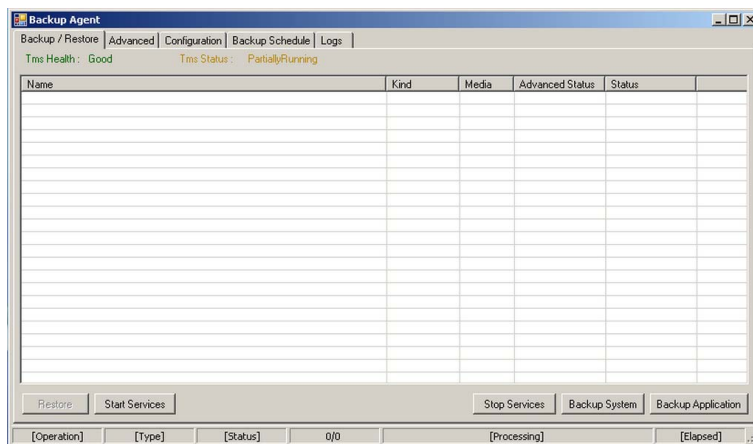 Backup Agent
Backup / Restore Advanced Configuration Backup Schedule Logs
Tms Health : Good Tms Status : PartiallyRunning
Name Kind Media Advanced Status Status
Restore Start Services Stop Services Backup System Backup Application
[Operation] [Type] [Status] 0/0 [Processing] [Elapsed]